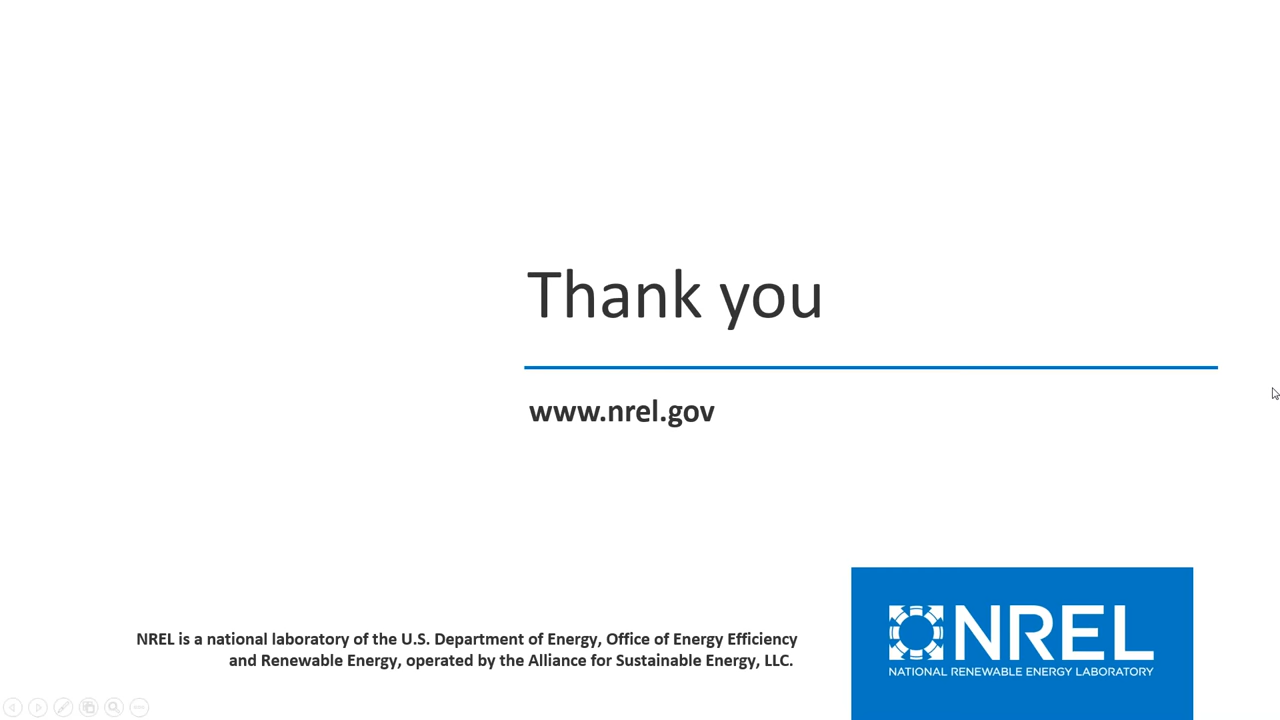 Thank you
www.nrel.gov
NREL is a national laboratory of the U.S. Department of Energy, Office of Energy Efficiency
and Renewable Energy, operated by the Alliance for Sustainable Energy, LLC.
NREL
NATIONAL RENEWABLE ENERGY LABORATORY